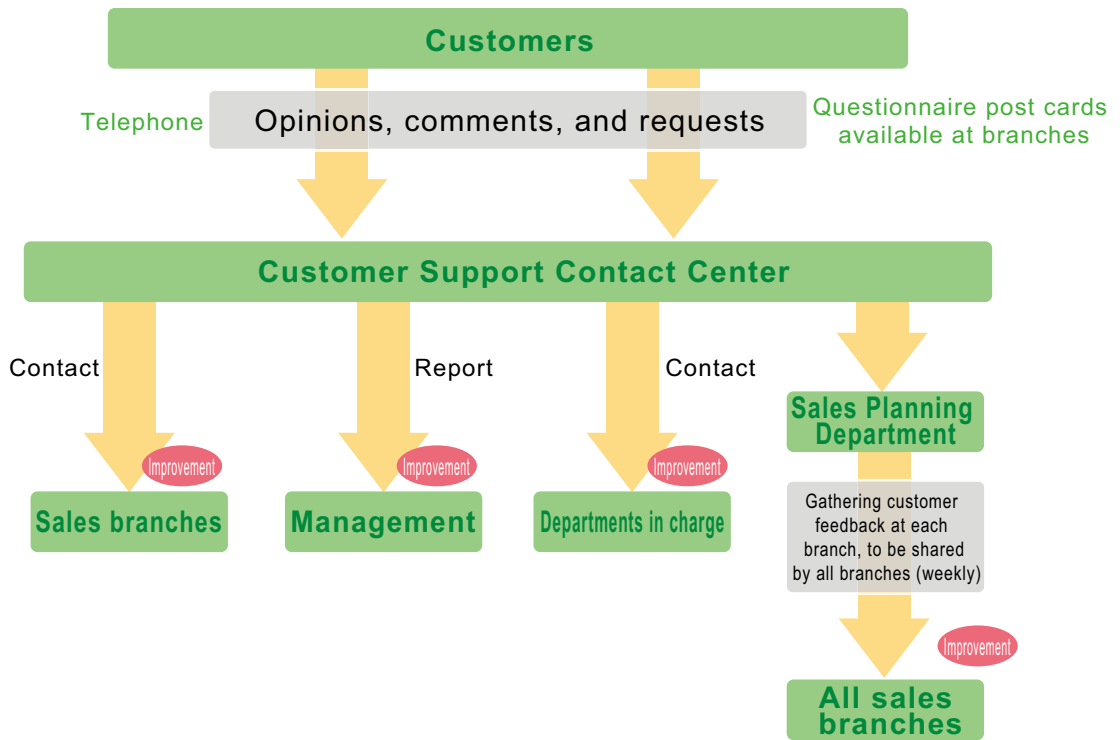 Customers
Telephone
Opinions, comments, and requests
Questionnaire post cards
available at branches
Customer Support Contact Center
Contact
Report
Contact
Sales Planning
Department
Improvement
Improvement
Improvement
Sales branches
Management
Departments in charge
Gathering customer
feedback at each
branch, to be shared
by all branches (weekly)
Improvement
All sales
branches